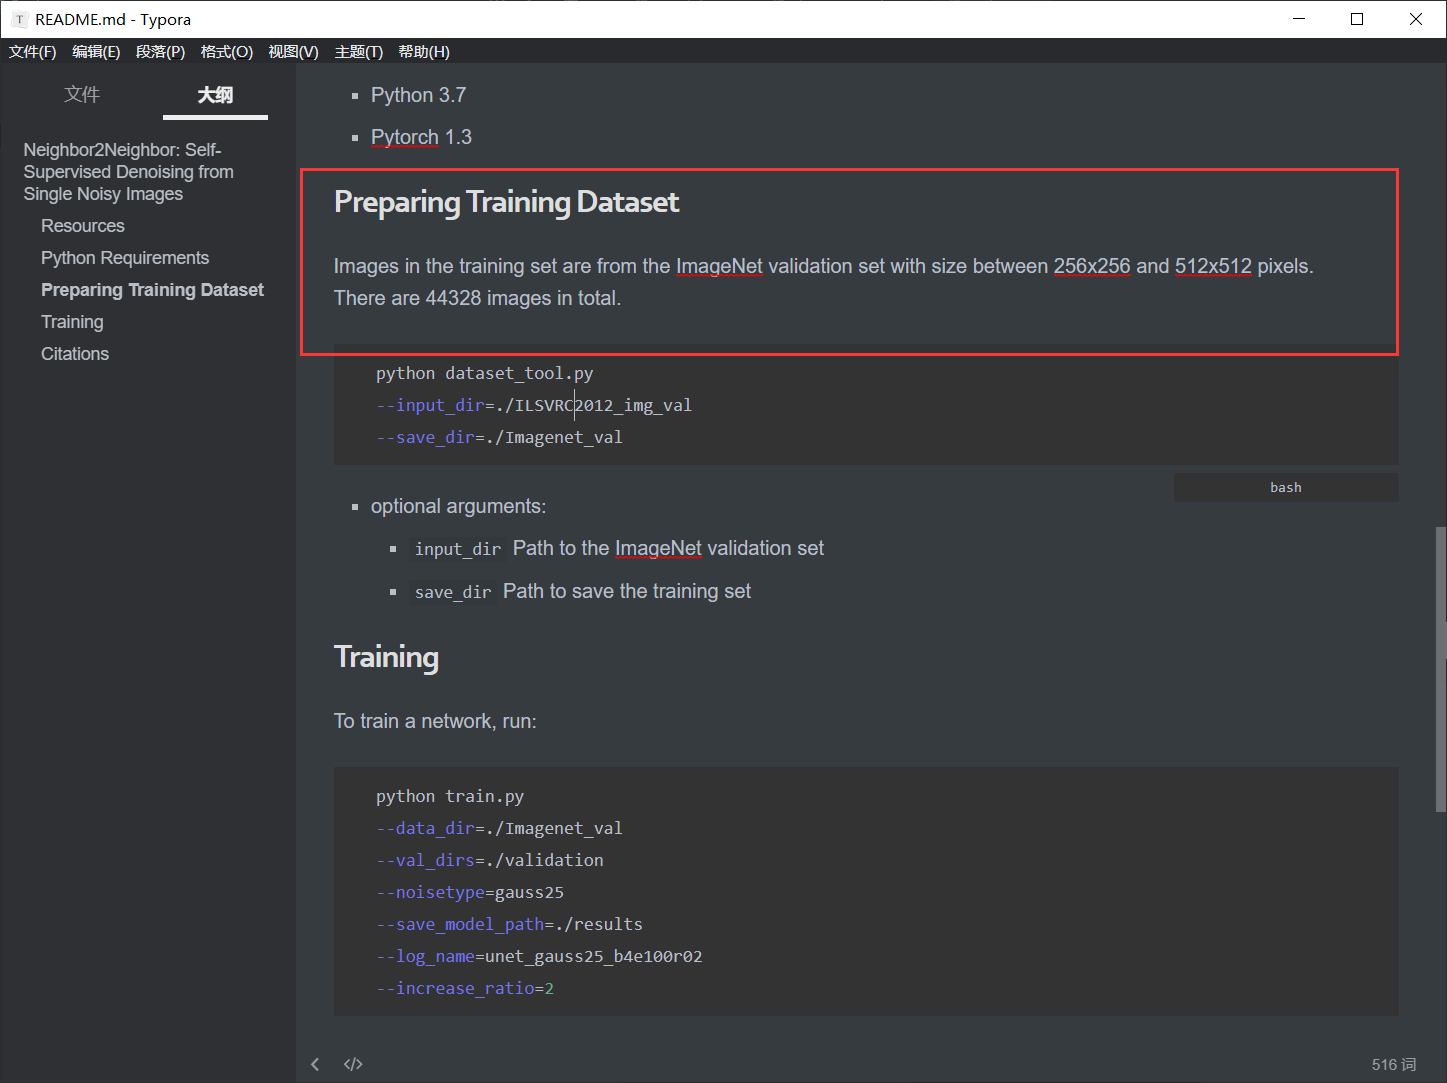 T README.md - Typora
文件(F) 编辑(E) 段落(P) 格式(O) 视图(V) 主题(T) 帮助(H)
文件 大纲
Neighbor2Neighbor: Self-
Supervised Denoising from
Single Noisy Images
Resources
Python Requirements
Preparing Training Dataset
Training
Citations
Python 3.7
Pytorch 1.3
Preparing Training Dataset
Images in the training set are from the ImageNet validation set with size between 256x256 and 512x512 pixels.
There are 44328 images in total.
python dataset_tool.py
--input_dir=./ILSVRC2012_img_val
--save_dir=./Imagenet_val
bash
optional arguments:
input_dir Path to the ImageNet validation set
save_dir Path to save the training set
Training
To train a network, run:
python train.py
--data_dir=./Imagenet_val
--val_dirs=./validation
--noisetype=gauss25
--save_model_path=./results
--log_name=unet_gauss25_b4e100r02
--increase_ratio=2
</> 516 词